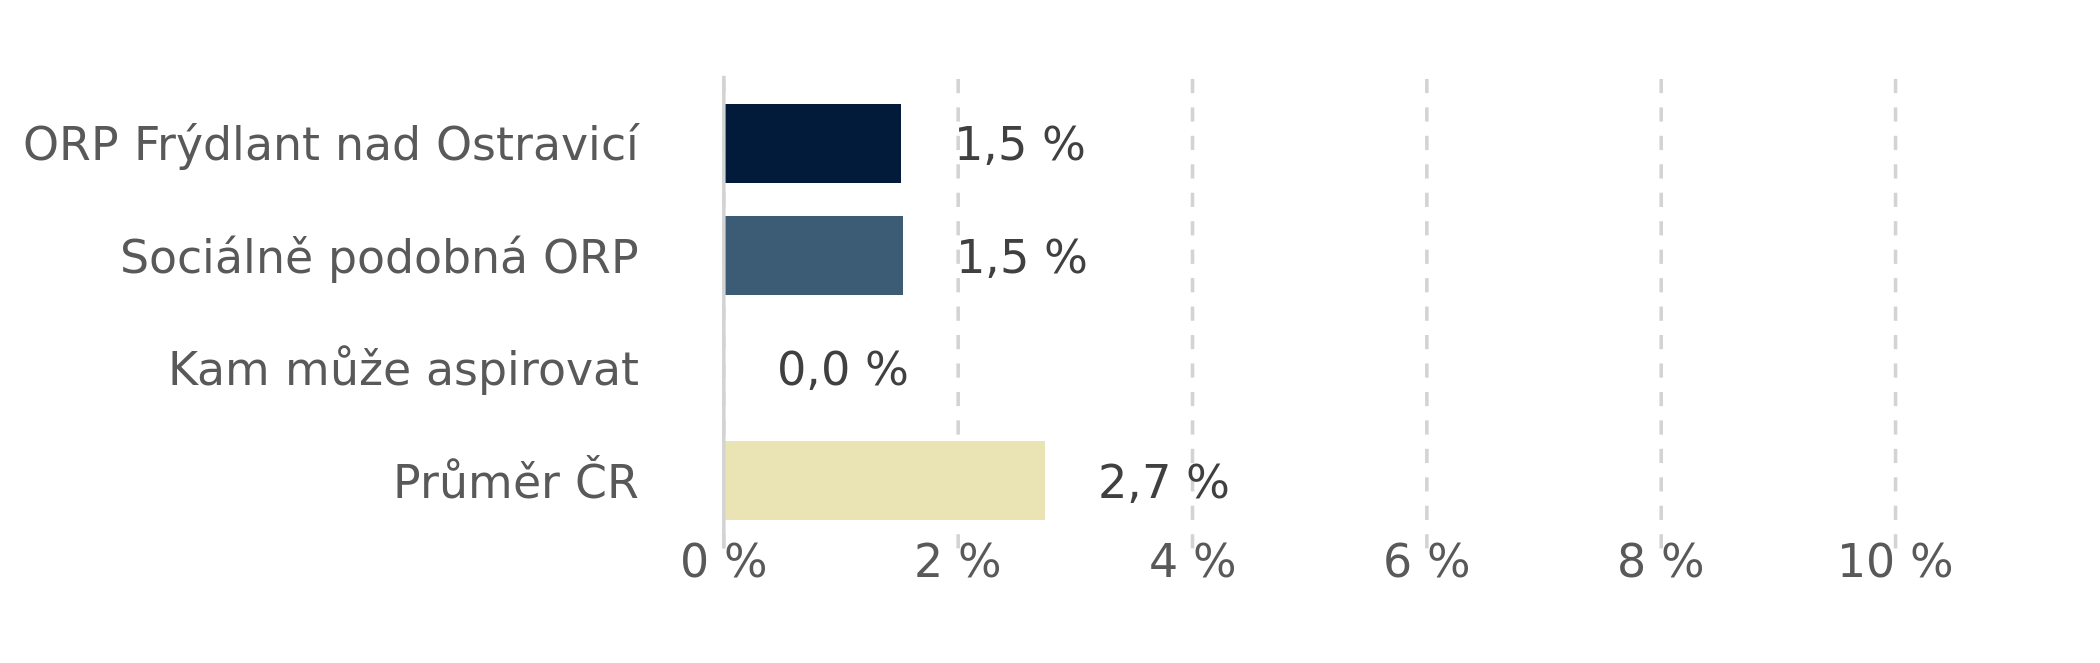 ORP Frýdlant nad Ostravicí 1,5 %
Sociálně podobná ORP 1,5 %
Kam může aspirovat 0,0 %
Průměr ČR 2,7 %
0 % 2 % 4 % 6 % 8 % 10 %